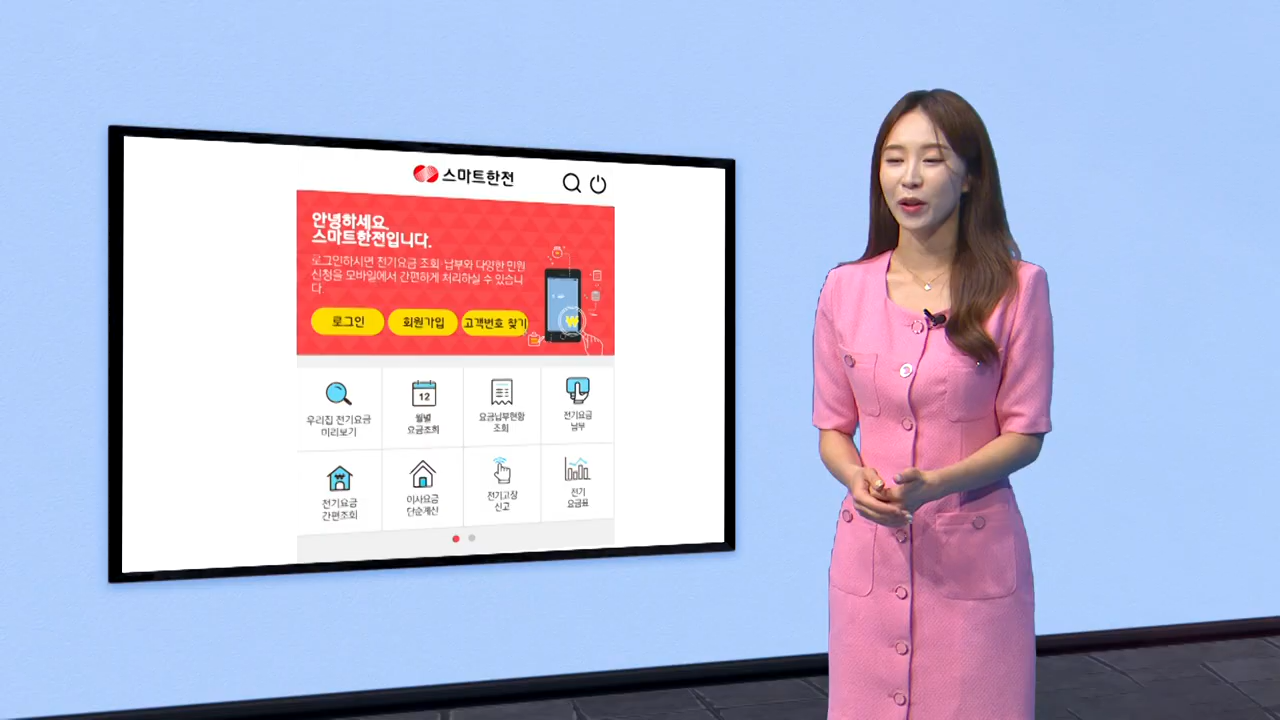 스마트한전
안녕하세요.
스마트한전입니다.
로그인하시면 전기요금 조회·납부와 다양한 민원
신청을 모바일에서 간편하게 처리하실 수 있습니
다.
로그인 회원가입 고객번호 찾기
우리집 전기요금
미리보기
12
월별
요금조회
요금납부현황
조회
전기요금
납부
전기요금
간편조회
이사요금
단순계산
전기고장
신고
전기
요금표